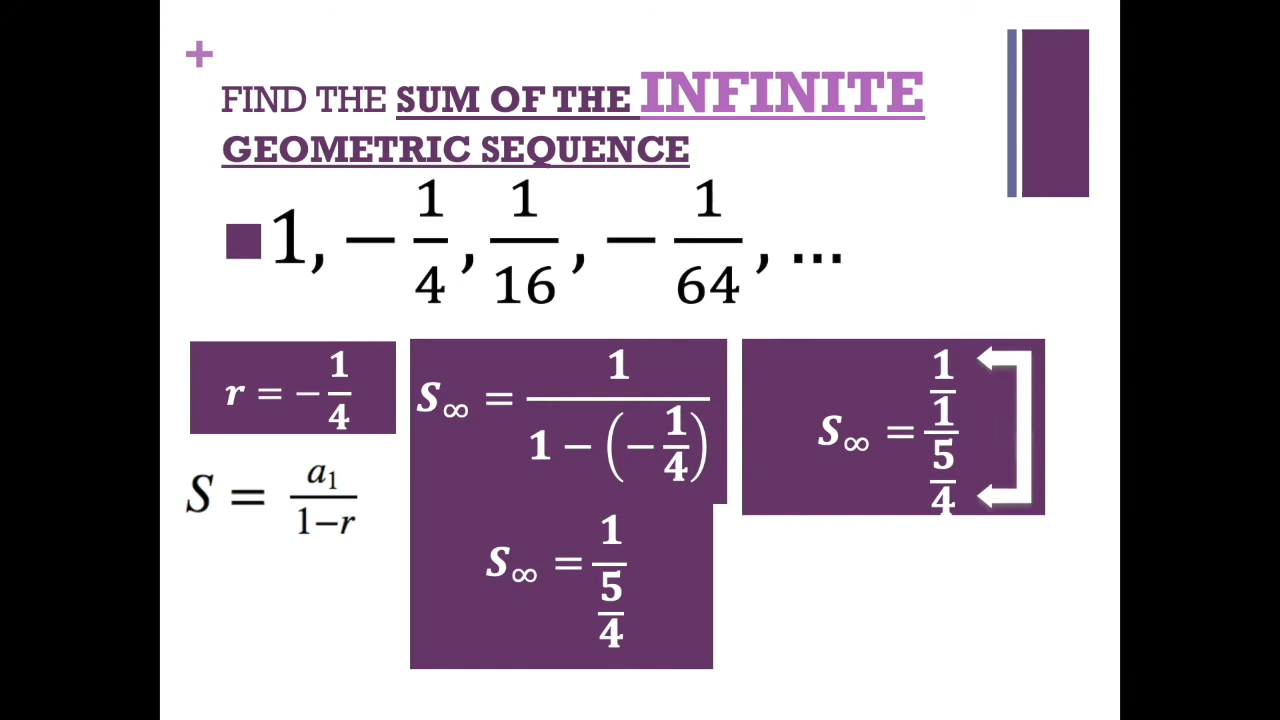 +
FIND THE SUM OF THE INFINITE
GEOMETRIC SEQUENCE
1, −1/4, 1/16, −1/64, ...
r = −1/4
S = a₁/(1−r)
S∞ = 1/(1 − (−1/4))
S∞ = 1/(5/4)
S∞ = (1/1)/(5/4)